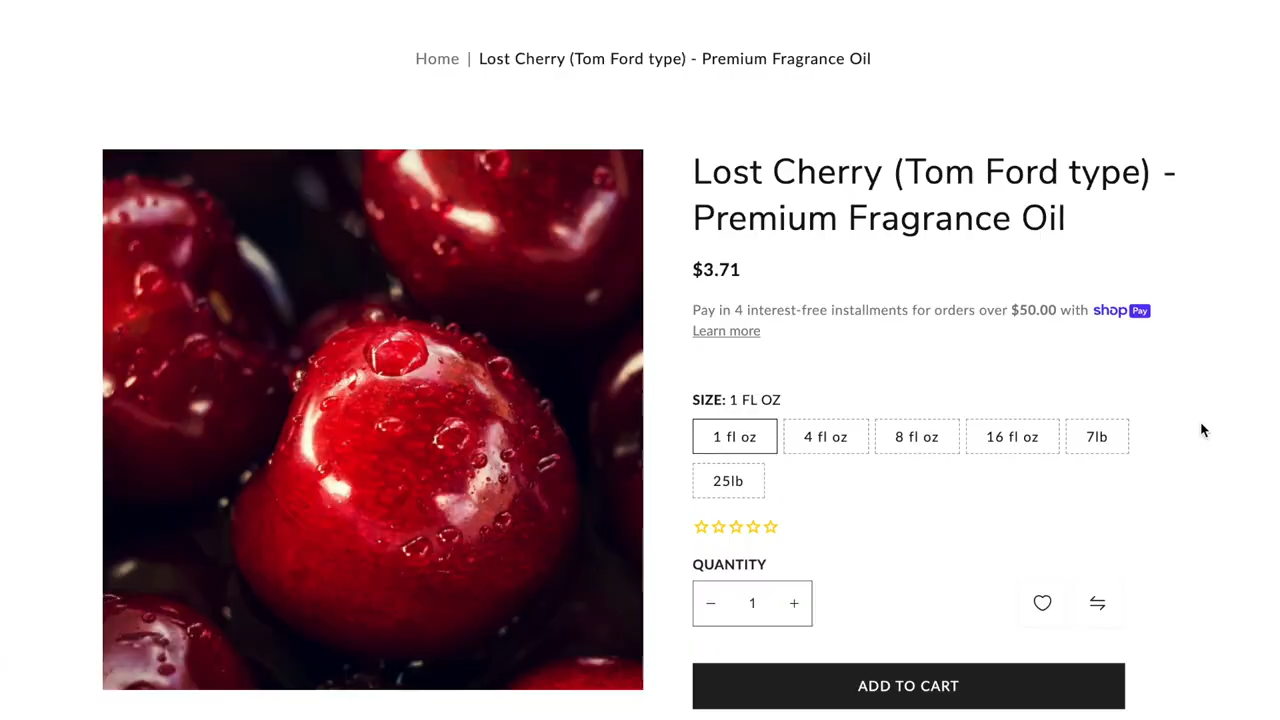 Home | Lost Cherry (Tom Ford type) - Premium Fragrance Oil
Lost Cherry (Tom Ford type) -
Premium Fragrance Oil
$3.71
Pay in 4 interest-free installments for orders over $50.00 with shop Pay
Learn more
SIZE: 1 FL OZ
1 fl oz 4 fl oz 8 fl oz 16 fl oz 7lb
25lb
QUANTITY
− 1 +
ADD TO CART